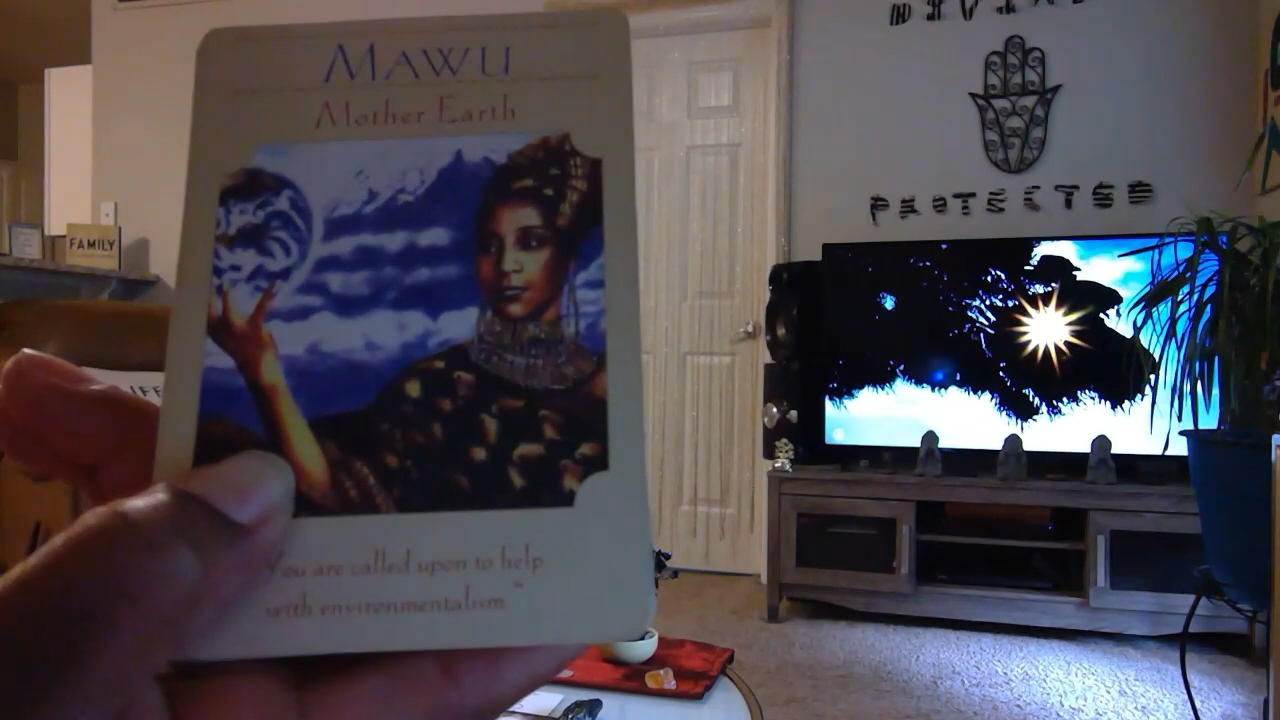 MAWU
Mother Earth
You are called upon to help
with environmentalism."
FAMILY
PROTECTED